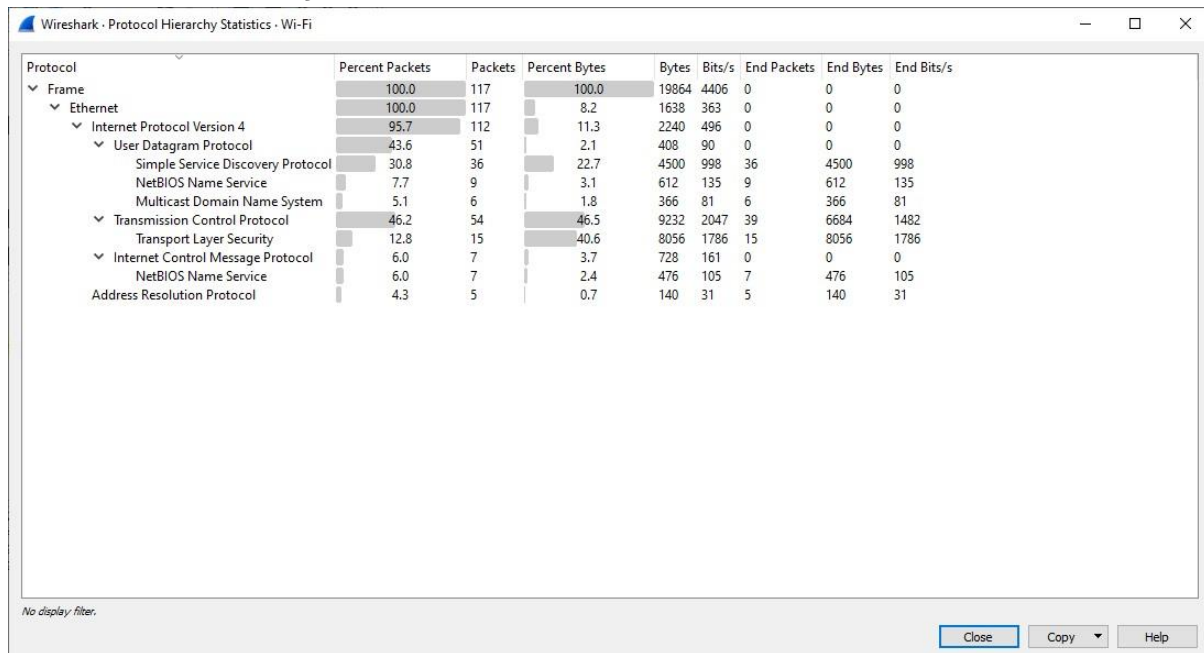 Wireshark · Protocol Hierarchy Statistics · Wi-Fi
Protocol Percent Packets Packets Percent Bytes Bytes Bits/s End Packets End Bytes End Bits/s
Frame 100.0 117 100.0 19864 4406 0 0 0
Ethernet 100.0 117 8.2 1638 363 0 0 0
Internet Protocol Version 4 95.7 112 11.3 2240 496 0 0 0
User Datagram Protocol 43.6 51 2.1 408 90 0 0 0
Simple Service Discovery Protocol 30.8 36 22.7 4500 998 36 4500 998
NetBIOS Name Service 7.7 9 3.1 612 135 9 612 135
Multicast Domain Name System 5.1 6 1.8 366 81 6 366 81
Transmission Control Protocol 46.2 54 46.5 9232 2047 39 6684 1482
Transport Layer Security 12.8 15 40.6 8056 1786 15 8056 1786
Internet Control Message Protocol 6.0 7 3.7 728 161 0 0 0
NetBIOS Name Service 6.0 7 2.4 476 105 7 476 105
Address Resolution Protocol 4.3 5 0.7 140 31 5 140 31
No display filter.
Close Copy Help